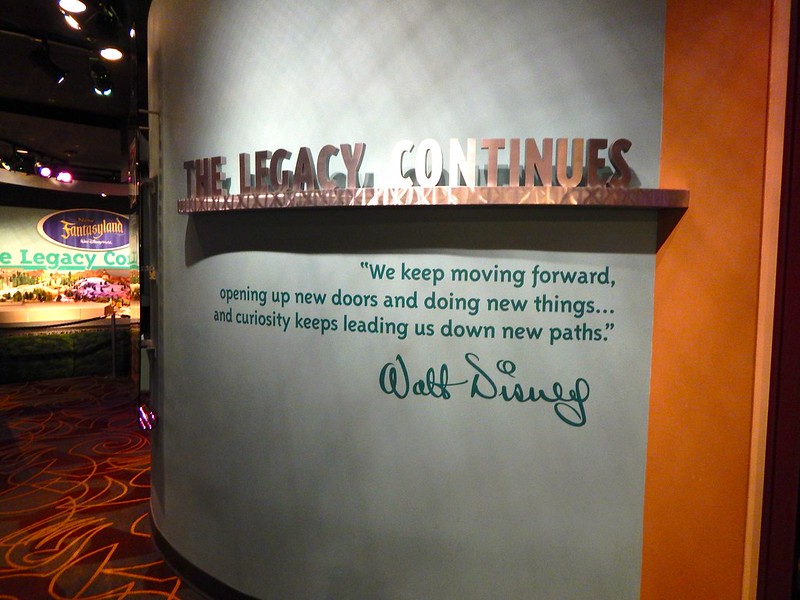 THE LEGACY CONTINUES
"We keep moving forward,
opening up new doors and doing new things...
and curiosity keeps leading us down new paths."
Walt Disney
Fantasyland
e Legacy Co